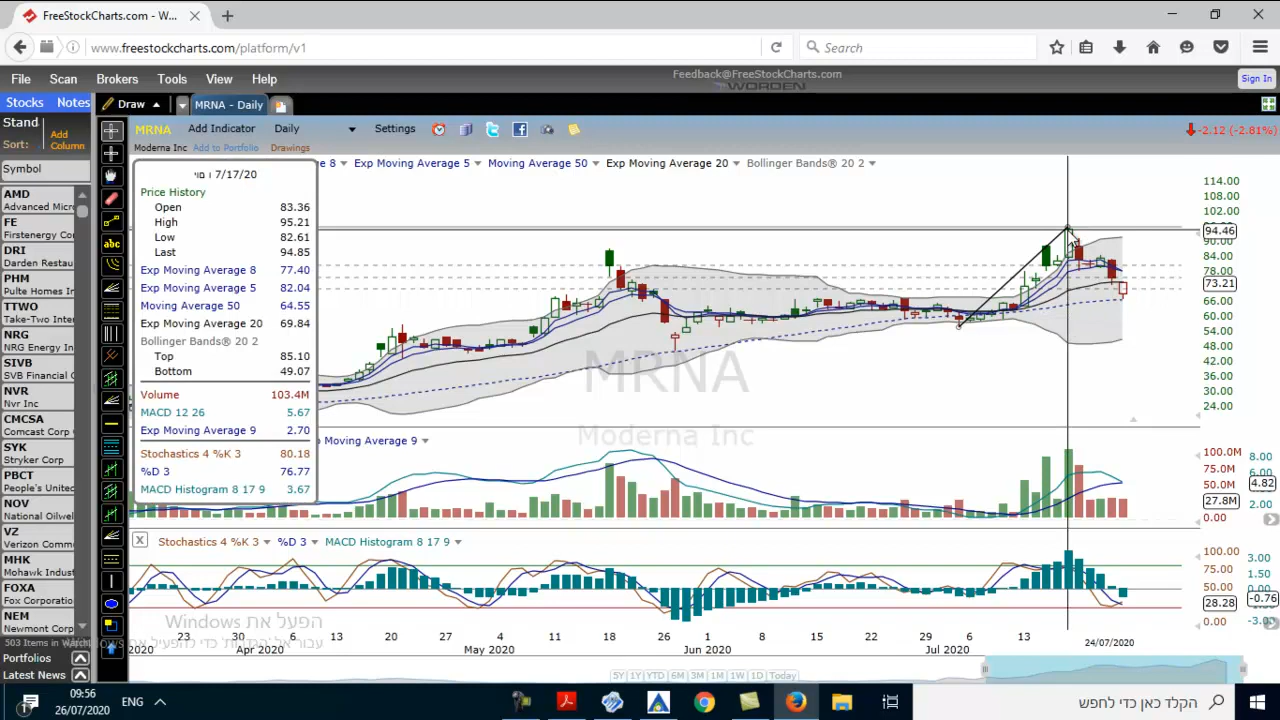 FreeStockCharts.com - W...
www.freestockcharts.com/platform/v1
Search
File Scan Brokers Tools View Help
Feedback@FreeStockCharts.com
WORDEN
Sign In
Stocks Notes
Draw
MRNA - Daily
Stand
Sort:
Add
Column
MRNA
Add Indicator
Daily
Settings
-2.12 (-2.81%)
Moderna Inc
Add to Portfolio
Drawings
8 Exp Moving Average 5 Moving Average 50 Exp Moving Average 20 Bollinger Bands® 20 2
Symbol
AMD
Advanced Micro
FE
Firstenergy Cor
DRI
Darden Restau
PHM
Pulte Homes Ir
TTWO
Take-Two Inter
NRG
NRG Energy In
SIVB
SVB Financial (
NVR
Nvr Inc
CMCSA
Comcast Corp
SYK
Stryker Corp
PBCT
People's United
NOV
National Oilwel
VZ
Verizon Comm
MHK
Mohawk Indust
FOXA
Fox Corporatio
NEM
Newmont Corp
503 Items in
Portfolios
Latest News
7/17/20
Price History
Open 83.36
High 95.21
Low 82.61
Last 94.85
Exp Moving Average 8 77.40
Exp Moving Average 5 82.04
Moving Average 50 64.55
Exp Moving Average 20 69.84
Bollinger Bands® 20 2
Top 85.10
Bottom 49.07
Volume 103.4M
MACD 12 26 5.67
Exp Moving Average 9 2.70
Stochastics 4 %K 3 80.18
%D 3 76.77
MACD Histogram 8 17 9 3.67
MRNA
Moderna Inc
114.00
108.00
102.00
94.46
90.00
84.00
78.00
73.21
66.00
60.00
54.00
48.00
42.00
36.00
30.00
24.00
Moving Average 9
100.0M 8.00
75.0M 6.00
50.0M 4.82
27.8M 2.00
0.00
X Stochastics 4 %K 3 %D 3 MACD Histogram 8 17 9
100.00 3.00
75.00 1.50
50.00
28.28 -0.76
0.00
הפעל את Windows
23 30 6 13 20 27 4 11 18 26 1 8 15 22 29 6 13
2020 Apr 2020 May 2020 Jun 2020 Jul 2020 24/07/2020
5Y 1Y YTD 6M 3M 1M 1W 1D Today
09:56
26/07/2020
ENG
הקלד כאן כדי לחפש